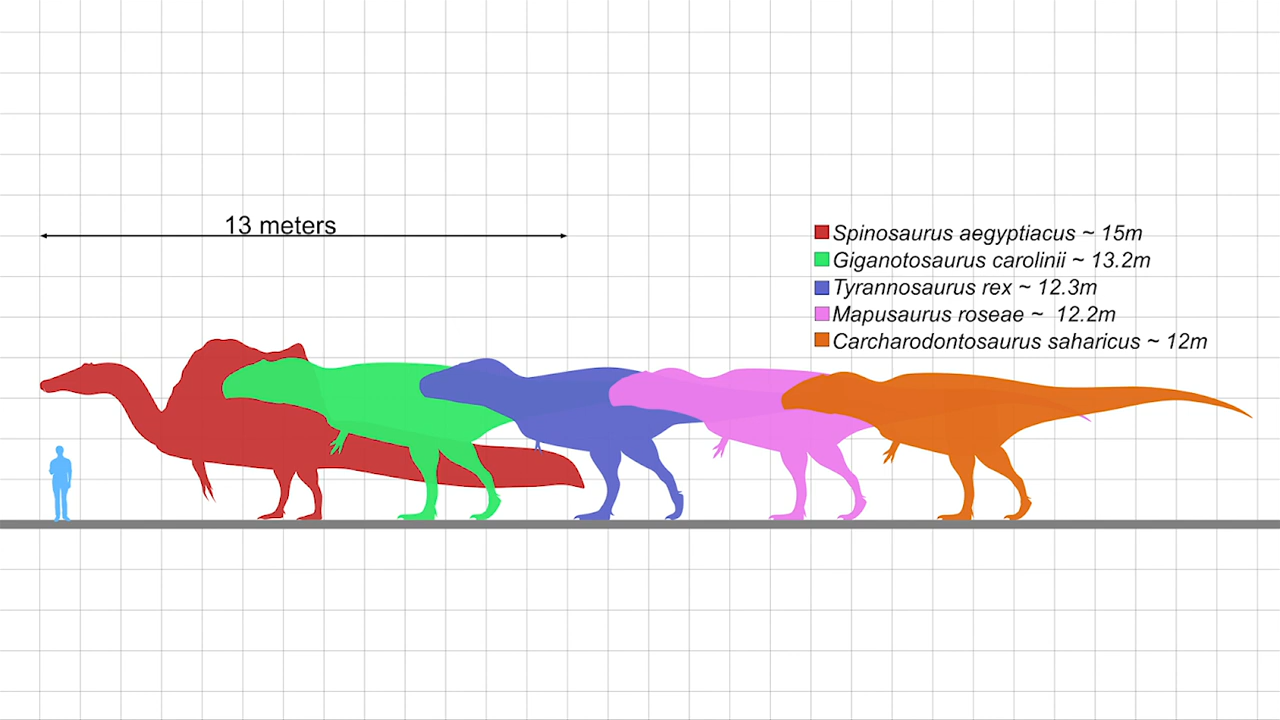 13 meters
Spinosaurus aegyptiacus ~ 15m
Giganotosaurus carolinii ~ 13.2m
Tyrannosaurus rex ~ 12.3m
Mapusaurus roseae ~  12.2m
Carcharodontosaurus saharicus ~ 12m